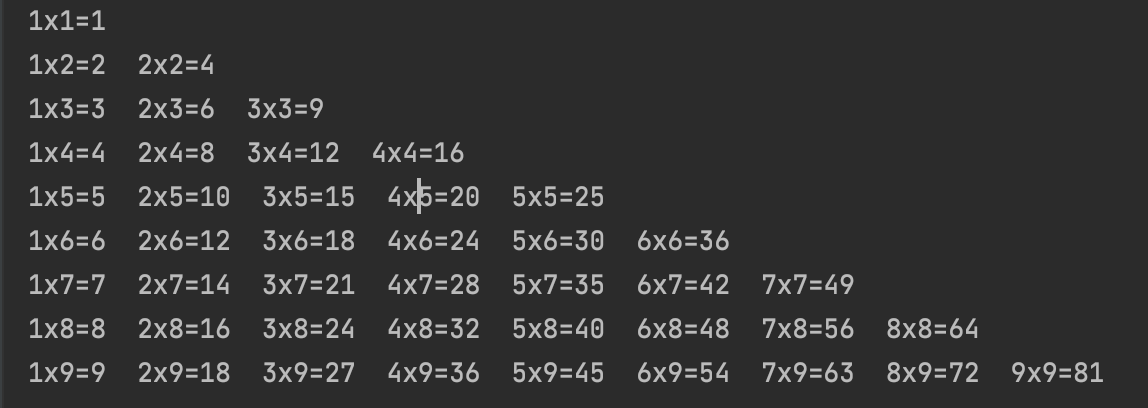 1x1=1
1x2=2  2x2=4
1x3=3  2x3=6  3x3=9
1x4=4  2x4=8  3x4=12  4x4=16
1x5=5  2x5=10  3x5=15  4x5=20  5x5=25
1x6=6  2x6=12  3x6=18  4x6=24  5x6=30  6x6=36
1x7=7  2x7=14  3x7=21  4x7=28  5x7=35  6x7=42  7x7=49
1x8=8  2x8=16  3x8=24  4x8=32  5x8=40  6x8=48  7x8=56  8x8=64
1x9=9  2x9=18  3x9=27  4x9=36  5x9=45  6x9=54  7x9=63  8x9=72  9x9=81